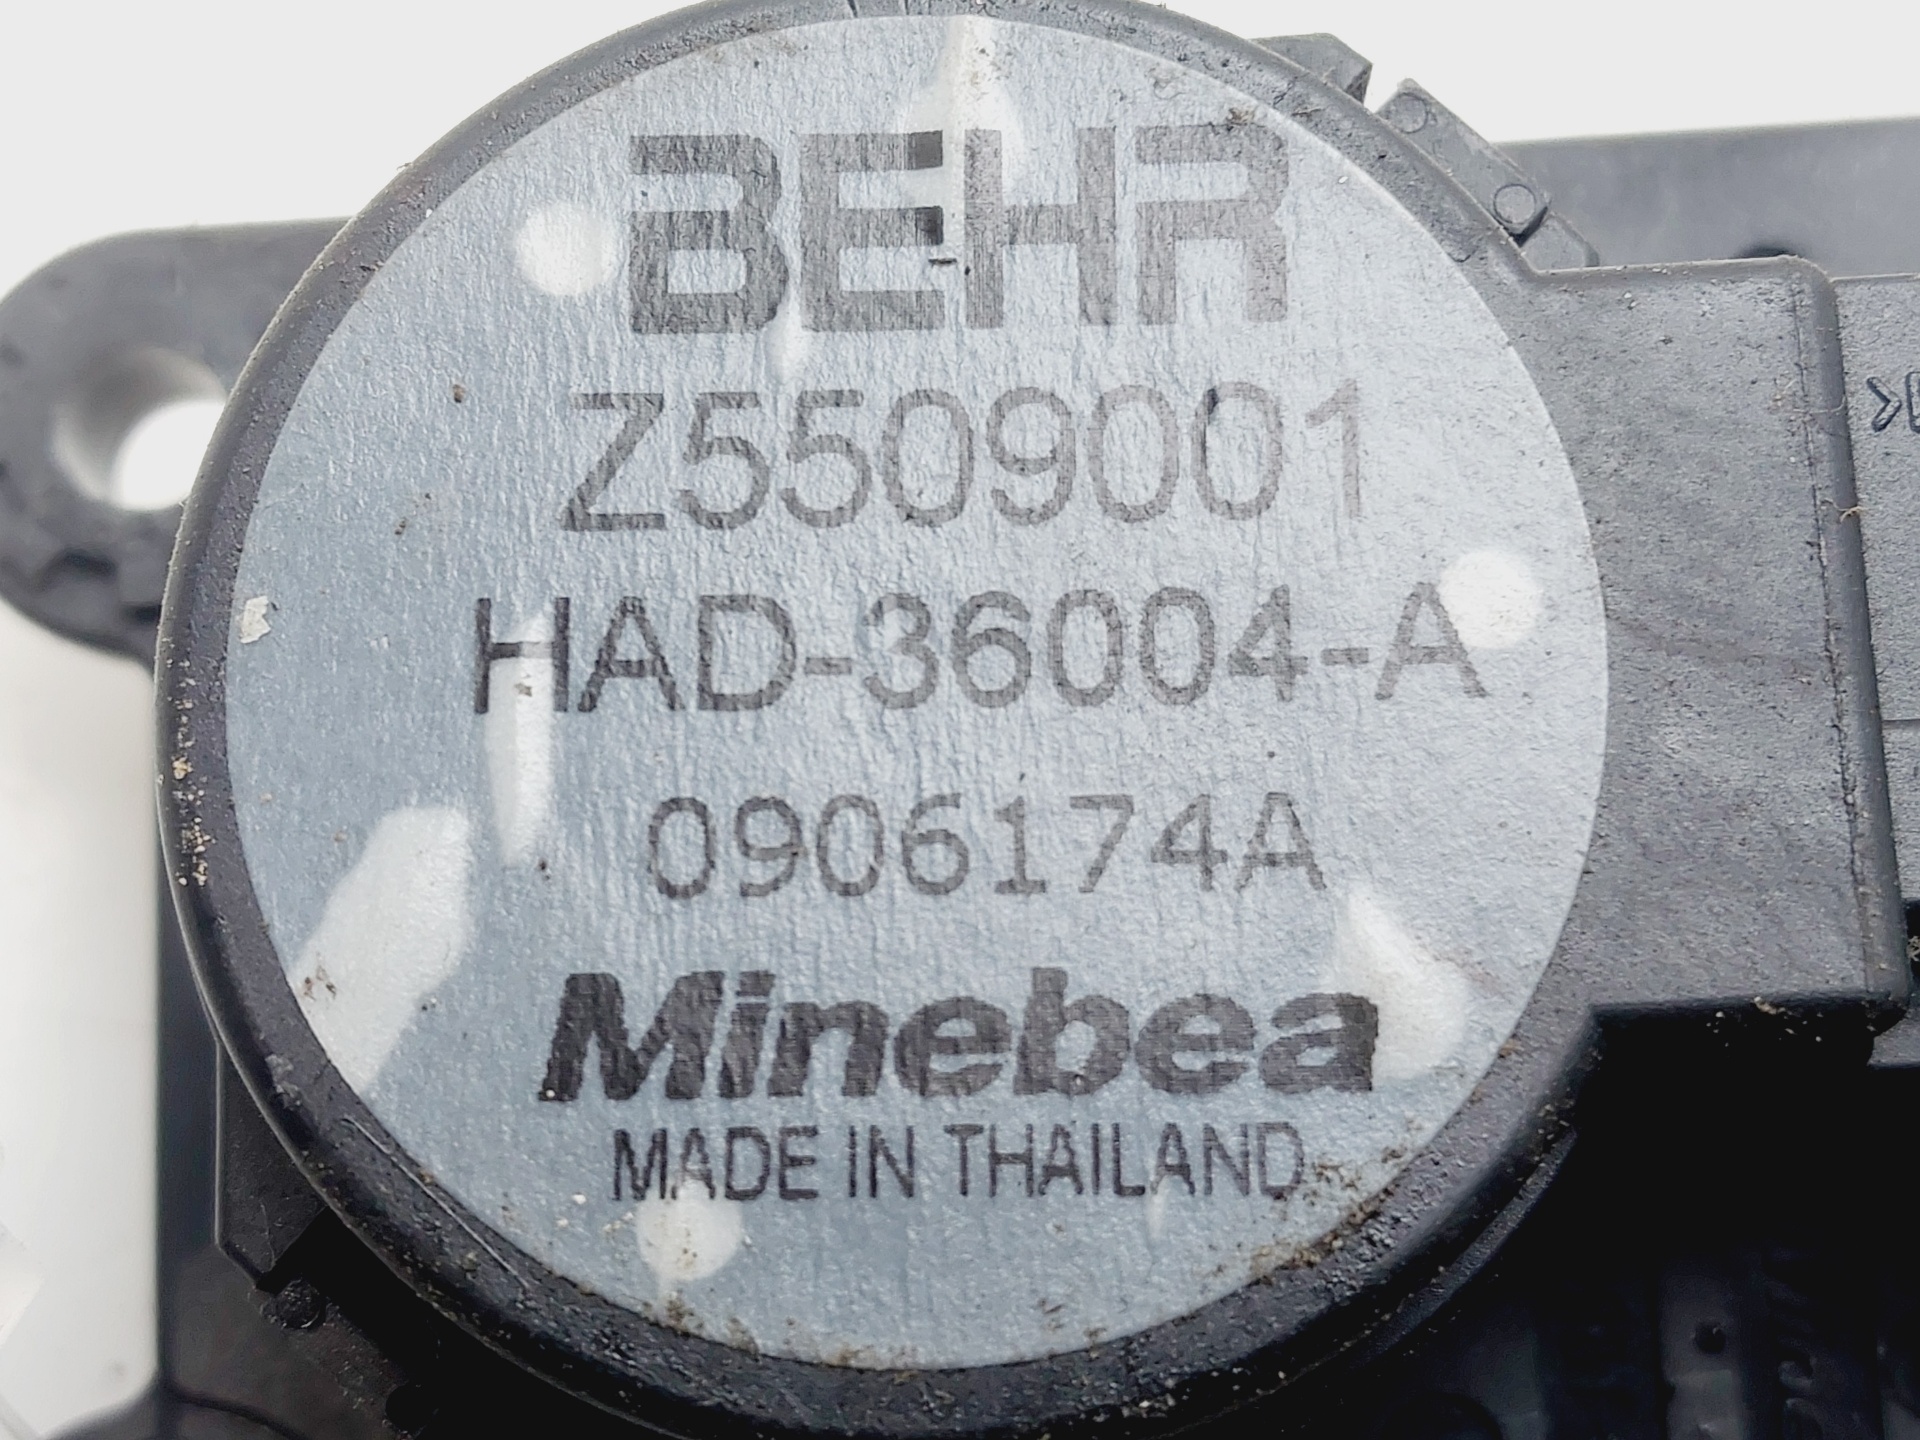 BEHR
Z5509001
HAD-36004-A
0906174A
Minebea
MADE IN THAILAND